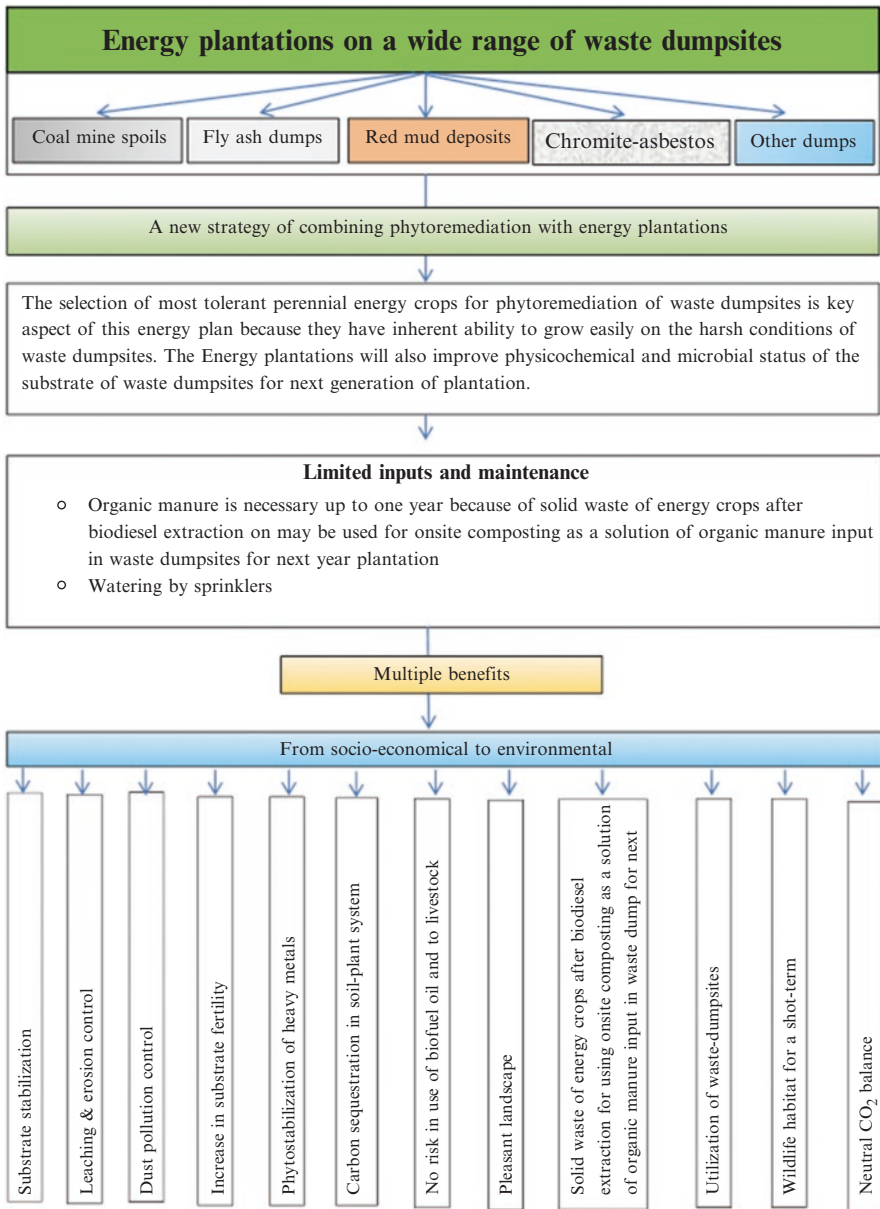 Energy plantations on a wide range of waste dumpsites
Coal mine spoils
Fly ash dumps
Red mud deposits
Chromite-asbestos
Other dumps
A new strategy of combining phytoremediation with energy plantations
The selection of most tolerant perennial energy crops for phytoremediation of waste dumpsites is key
aspect of this energy plan because they have inherent ability to grow easily on the harsh conditions of
waste dumpsites. The Energy plantations will also improve physicochemical and microbial status of the
substrate of waste dumpsites for next generation of plantation.
Limited inputs and maintenance
○ Organic manure is necessary up to one year because of solid waste of energy crops after
biodiesel extraction on may be used for onsite composting as a solution of organic manure input
in waste dumpsites for next year plantation
○ Watering by sprinklers
Multiple benefits
From socio-economical to environmental
Substrate stabilization
Leaching & erosion control
Dust pollution control
Increase in substrate fertility
Phytostabilization of heavy metals
Carbon sequestration in soil-plant system
No risk in use of biofuel oil and to livestock
Pleasant landscape
Solid waste of energy crops after biodiesel
extraction for using onsite composting as a solution
of organic manure input in waste dump for next
Utilization of waste-dumpsites
Wildlife habitat for a shot-term
Neutral CO₂ balance